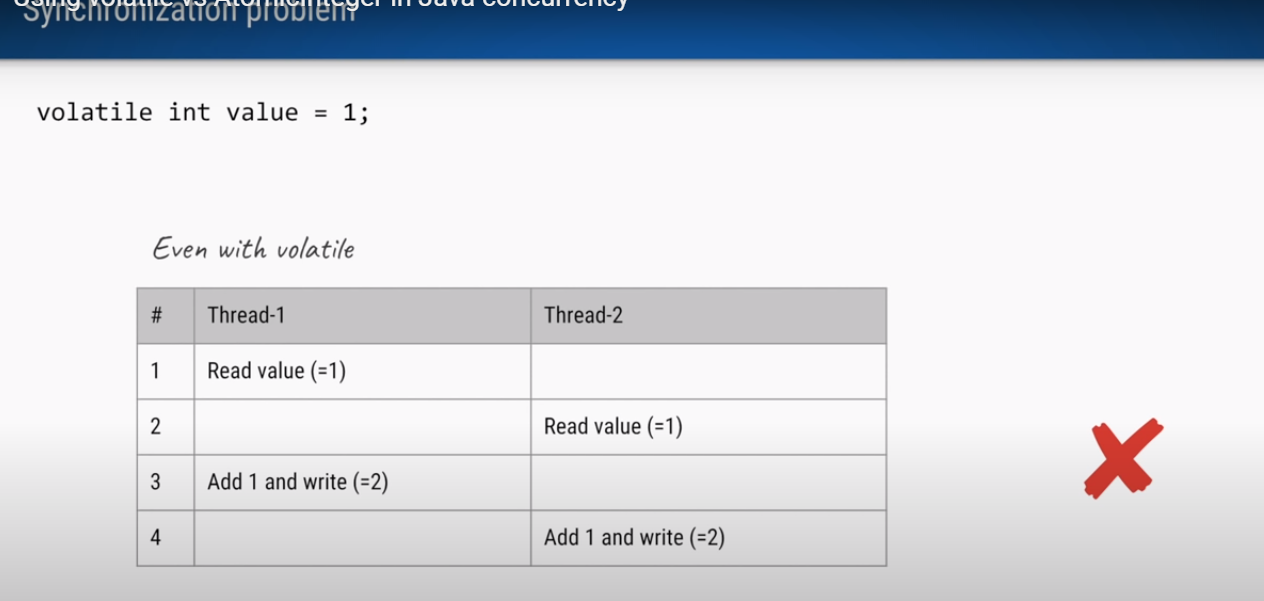 Using volatile vs AtomicInteger in Java concurrency
Synchronization problem
volatile int value = 1;
Even with volatile
# Thread-1 Thread-2
1 Read value (=1)
2 Read value (=1)
3 Add 1 and write (=2)
4 Add 1 and write (=2)